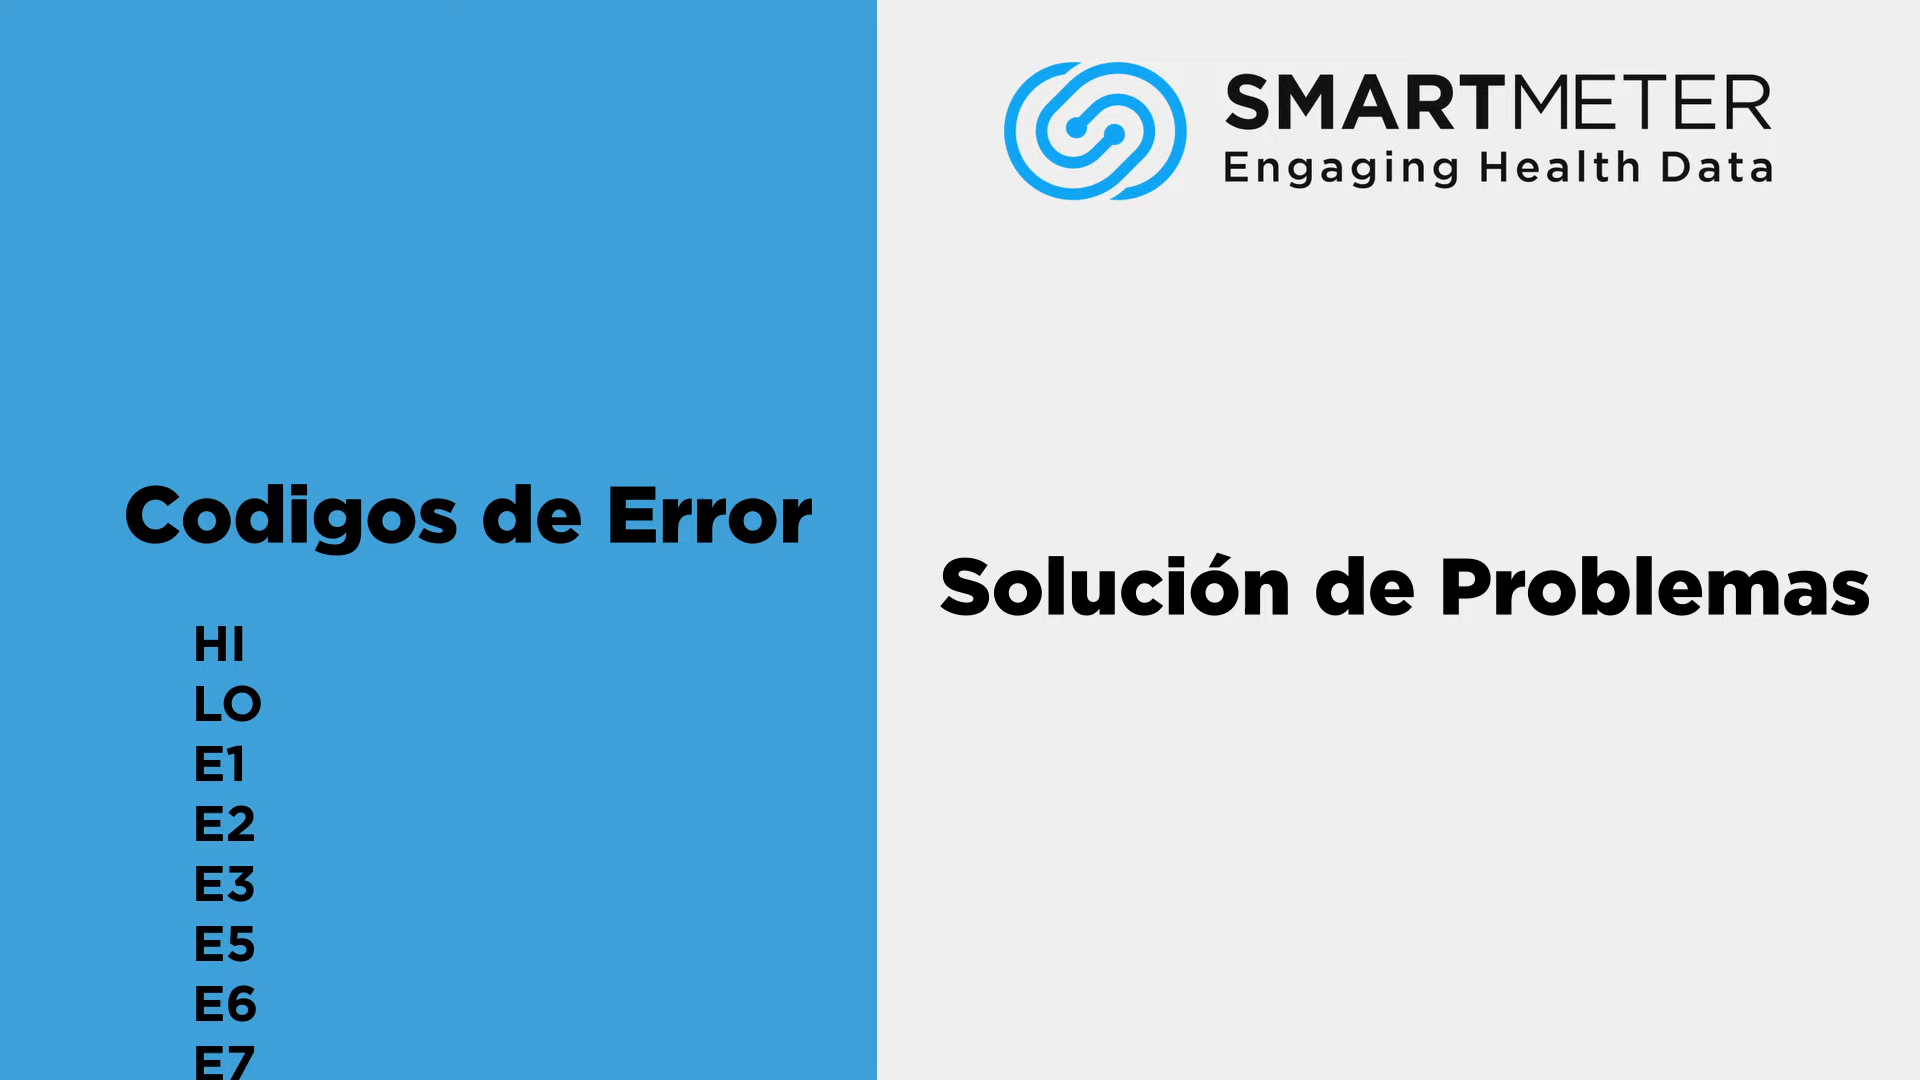 SMARTMETER
Engaging Health Data
Codigos de Error
HI
LO
E1
E2
E3
E5
E6
E7
Solución de Problemas